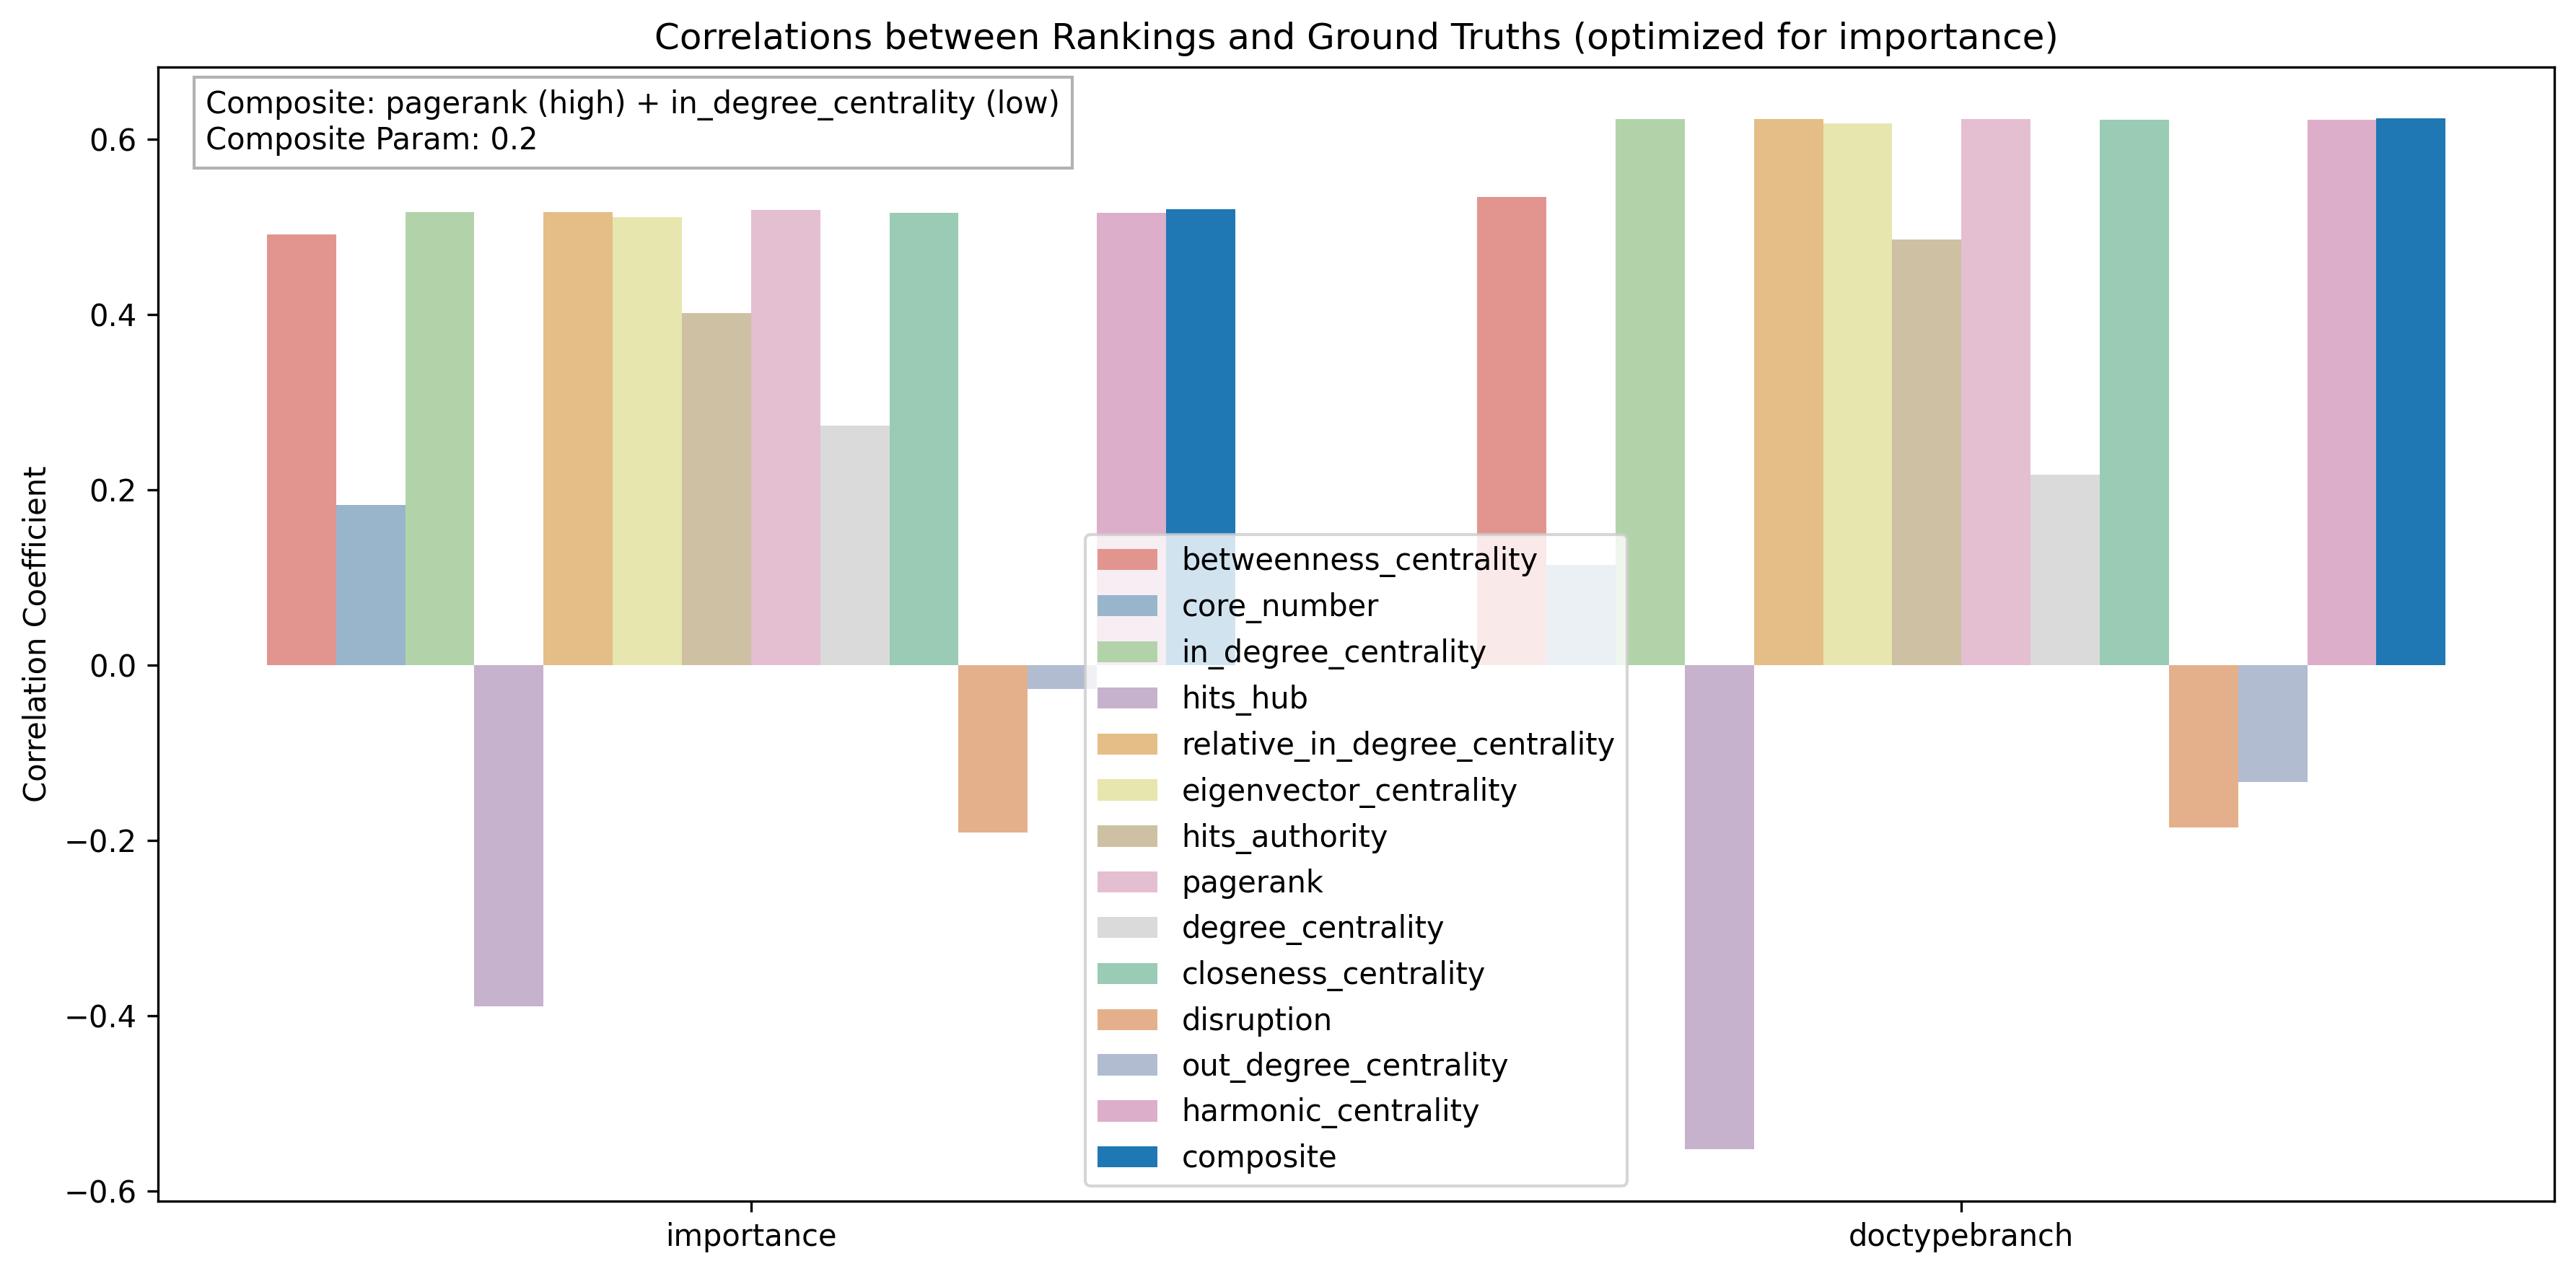 Correlations between Rankings and Ground Truths (optimized for importance)
Composite: pagerank (high) + in_degree_centrality (low)
Composite Param: 0.2
Correlation Coefficient
0.6
0.4
0.2
0.0
−0.2
−0.4
−0.6
betweenness_centrality
core_number
in_degree_centrality
hits_hub
relative_in_degree_centrality
eigenvector_centrality
hits_authority
pagerank
degree_centrality
closeness_centrality
disruption
out_degree_centrality
harmonic_centrality
composite
importance
doctypebranch